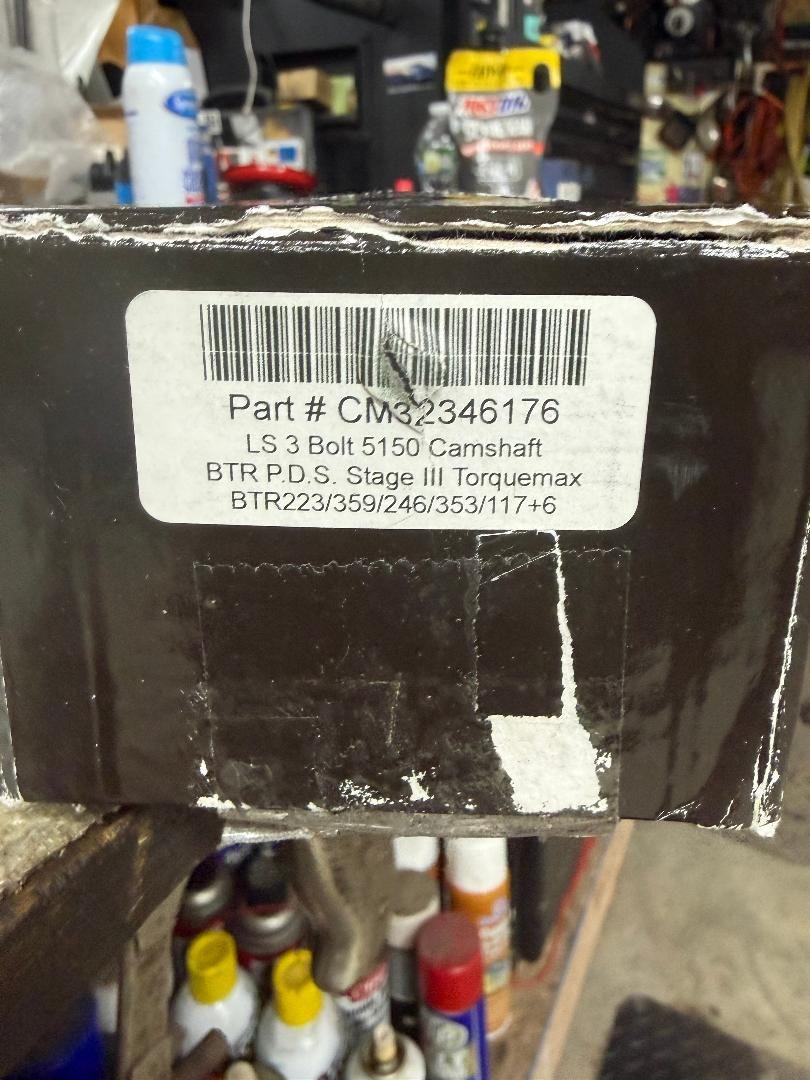 Part # CM32346176
LS 3 Bolt 5150 Camshaft
BTR P.D.S. Stage III Torquemax
BTR223/359/246/353/117+6